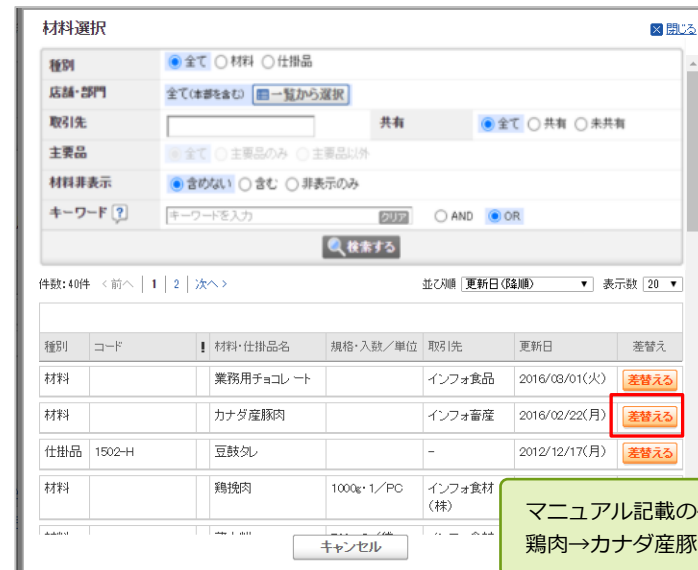 材料選択 閉じる
種別 全て 材料 仕掛品
店舗・部門 全て(本部を含む) 一覧から選択
取引先 共有 全て 共有 未共有
主要品 全て 主要品のみ 主要品以外
材料非表示 含めない 含む 非表示のみ
キーワード ? キーワードを入力 クリア AND OR
検索する
件数:40件 <前へ | 1 | 2 | 次へ> 並び順 更新日(降順) ▼ 表示数 20 ▼
種別 コード ! 材料・仕掛品名 規格・入数/単位 取引先 更新日 差替え
材料 業務用チョコレート インフォ食品 2016/03/01(火) 差替える
材料 カナダ産豚肉 インフォ畜産 2016/02/22(月) 差替える
仕掛品 1502-H 豆鼓タレ - 2012/12/17(月) 差替える
材料 鶏挽肉 1000g・1/PC インフォ食材
(株)
マニュアル記載の
鶏肉→カナダ産豚
キャンセル